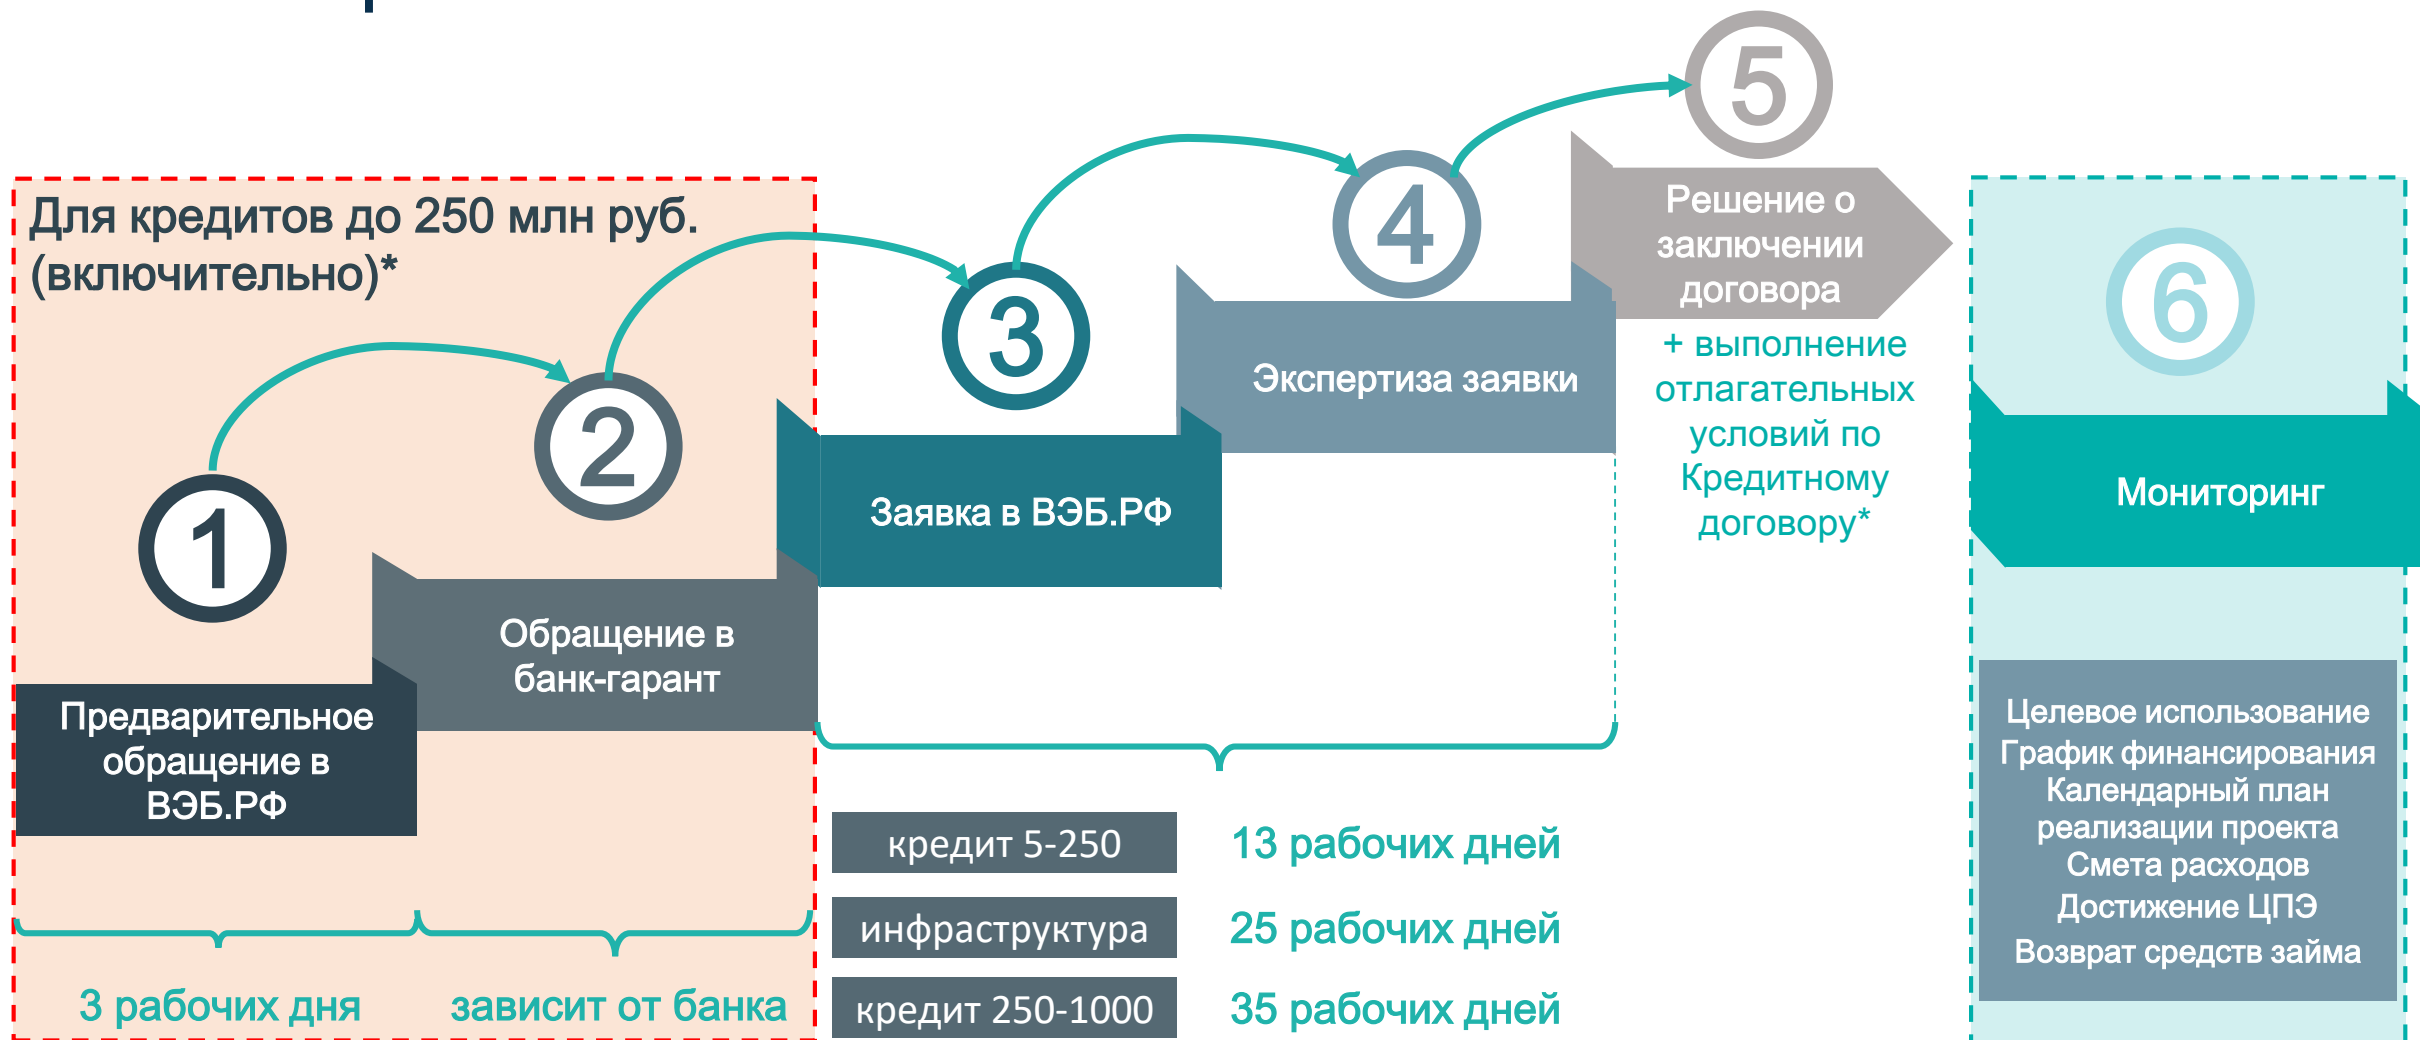 Для кредитов до 250 млн руб.
(включительно)*
1
Предварительное
обращение в
ВЭБ.РФ
3 рабочих дня
2
Обращение в
банк-гарант
зависит от банка
3
Заявка в ВЭБ.РФ
4
Экспертиза заявки
кредит 5-250
13 рабочих дней
инфраструктура
25 рабочих дней
кредит 250-1000
35 рабочих дней
5
Решение о
заключении
договора
+ выполнение
отлагательных
условий по
Кредитному
договору*
6
Мониторинг
Целевое использование
График финансирования
Календарный план
реализации проекта
Смета расходов
Достижение ЦПЭ
Возврат средств займа